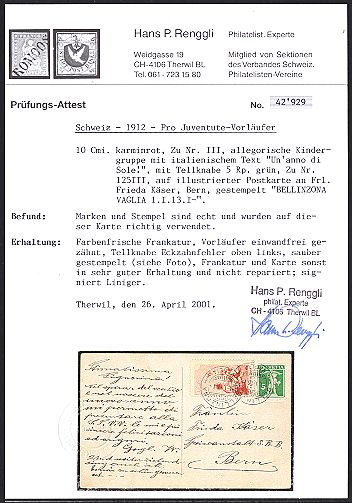 RONCO
Hans P. Renggli
Philatelist. Experte
Weidgasse 19
CH-4106 Therwil BL
Tel. 061 - 723 15 80
Mitglied von Sektionen
des Verbandes Schweiz.
Philatelisten-Vereine
Prüfungs-Attest
No. 42'929
Schweiz - 1912 - Pro Juventute-Vorläufer
10 Cmi. karminrot, Zu Nr. III, allegorische Kinder-
gruppe mit italienischem Text "Un'anno di
Sole!", mit Tellknabe 5 Rp. grün, Zu Nr.
125III, auf illustrierter Postkarte an Frl.
Frieda Käser, Bern, gestempelt "BELLINZONA
VAGLIA 1.I.13.I-".
Befund: Marken und Stempel sind echt und wurden auf die-
ser Karte richtig verwendet.
Erhaltung: Farbenfrische Frankatur, Vorläufer einwandfrei ge-
zähnt, Tellknabe Eckzahnfehler oben links, sauber
gestempelt (siehe Foto), Frankatur und Karte sonst
in sehr guter Erhaltung und nicht repariert; sig-
niert Liniger.
Therwil, den 26. April 2001.
Hans P. Renggli
philat. Experte
CH - 4106 Therwil BL
Fräulein
Frieda Käser
Bern